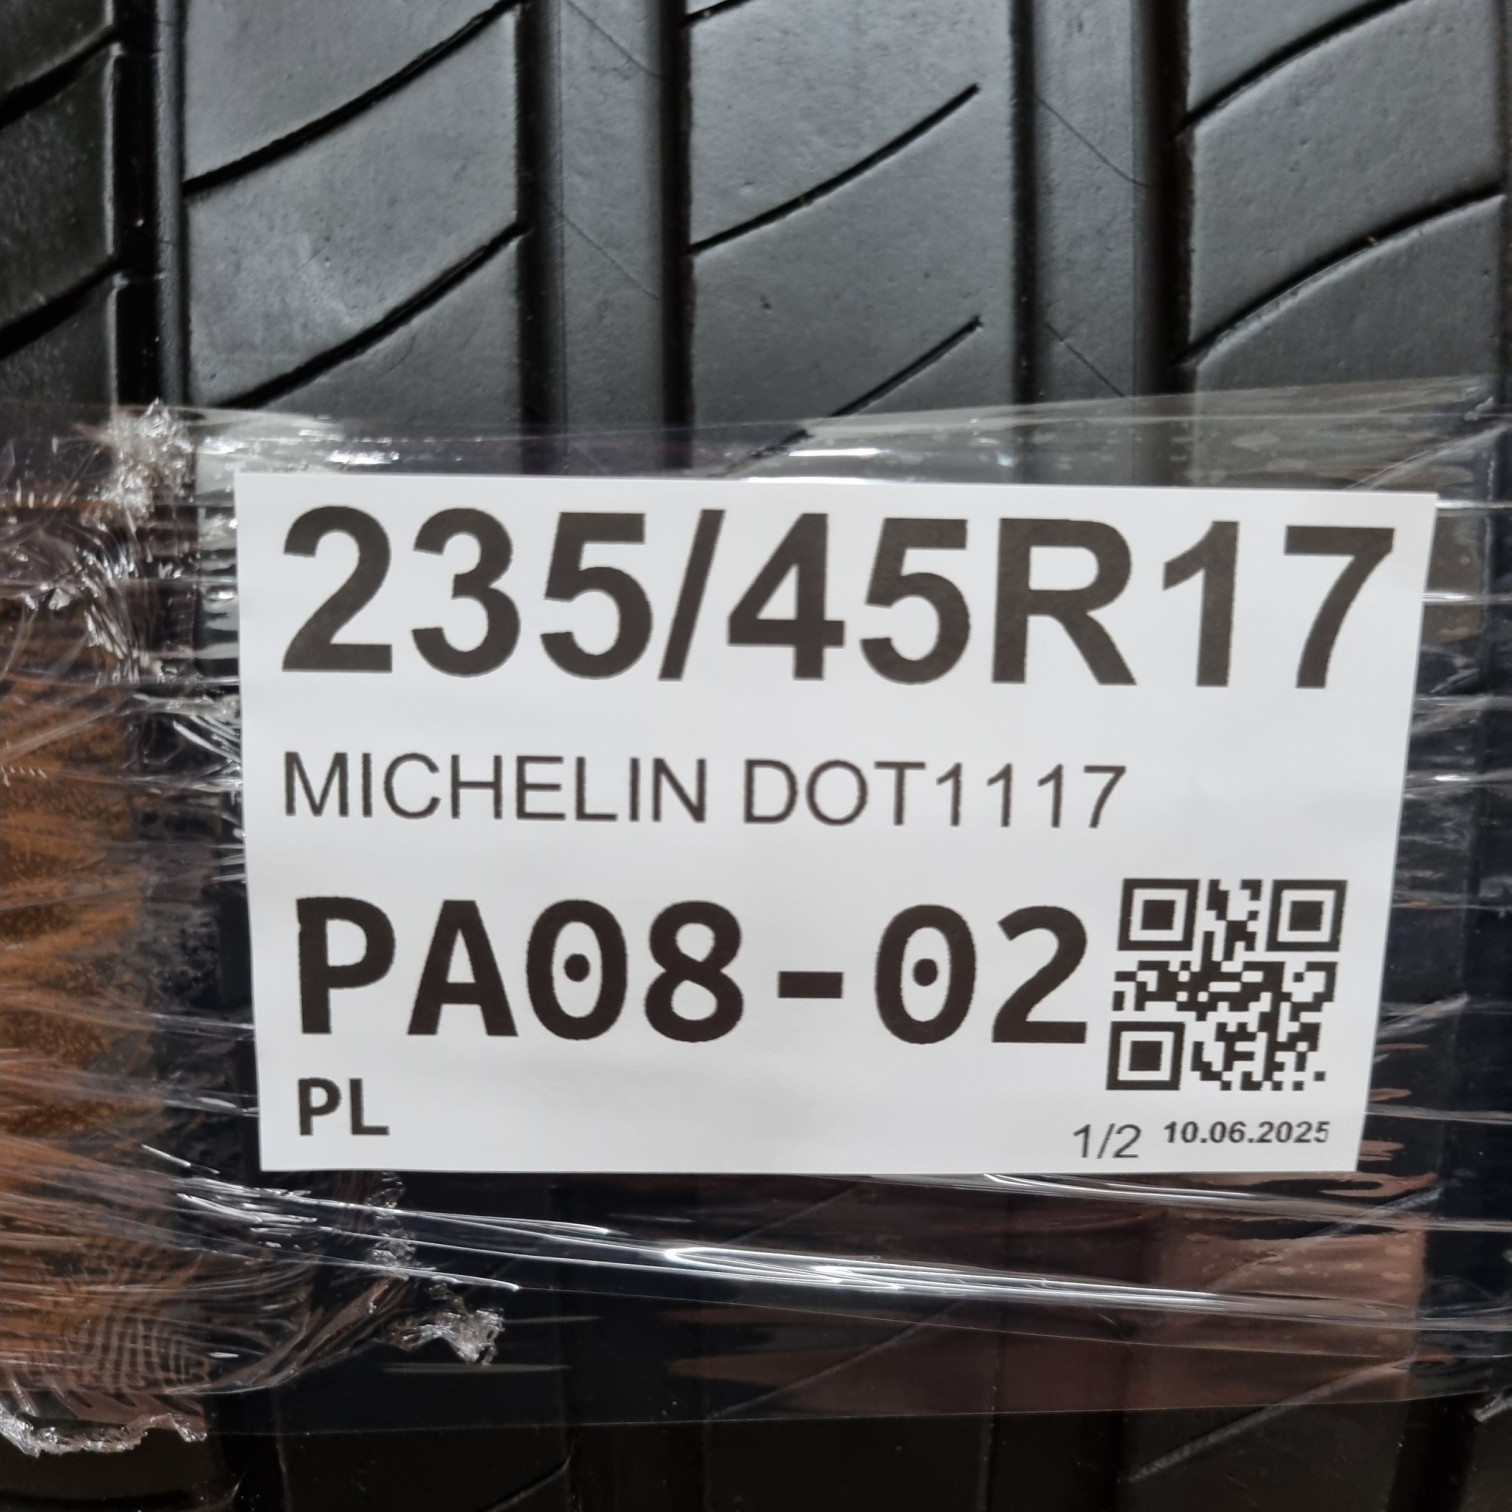 235/45R17
MICHELIN DOT1117
PA08-02
PL
1/2 10.06.2025